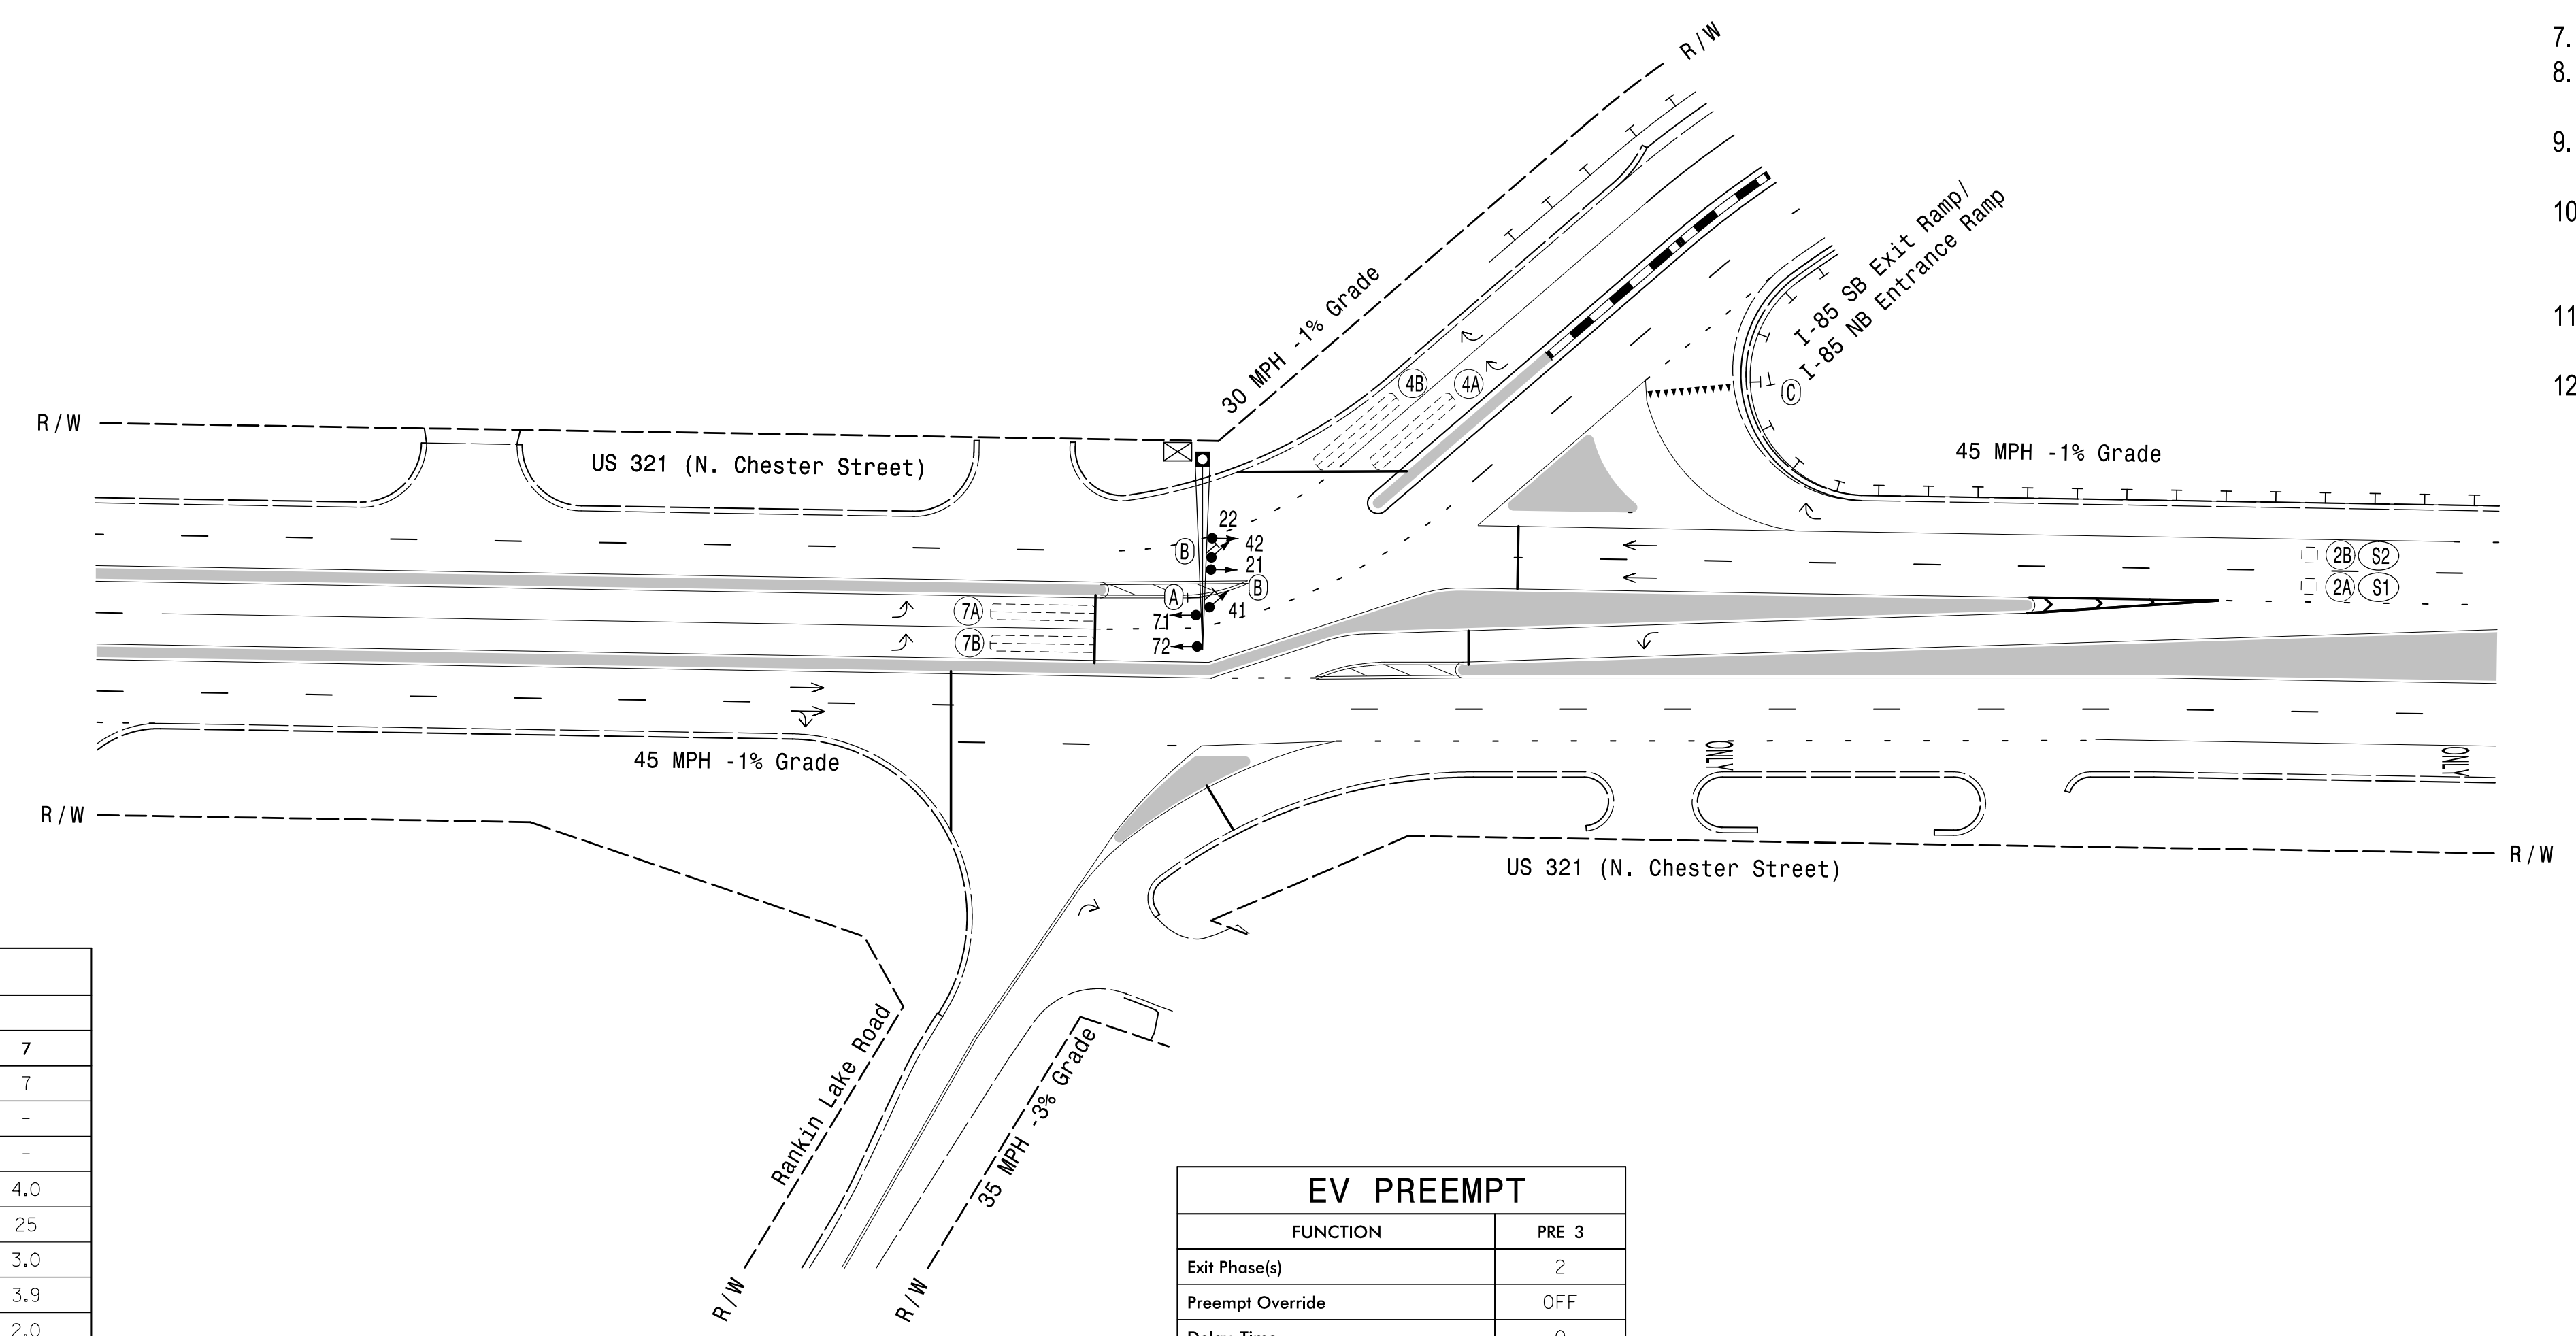 R/W
7.
8.
9.
10
11
12
I-85 SB Exit Ramp/
I-85 NB Entrance Ramp
30 MPH -1% Grade
4B
4A
C
R/W
US 321 (N. Chester Street)
45 MPH -1% Grade
22
B
42
21
2B S2
2A S1
A
B
41
7A
71
7B
72
45 MPH -1% Grade
ONLY
ONLY
R/W
US 321 (N. Chester Street)
R/W
Rankin Lake Road
35 MPH -3% Grade
R/W
R/W
7
7
-
-
4.0
25
3.0
3.9
2.0
EV PREEMPT
FUNCTION PRE 3
Exit Phase(s) 2
Preempt Override OFF
Delay Time 0